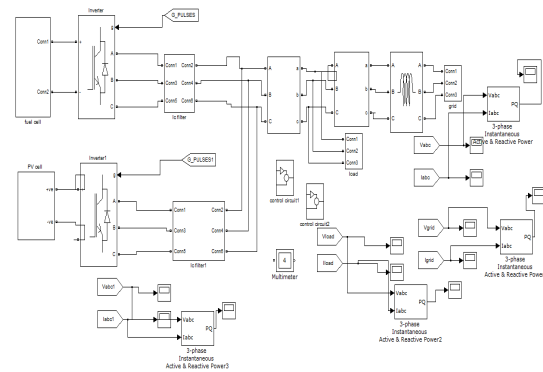 Inverter
G_PULSES
Conn1
Conn2
fuel cell
+
-
g
A
B
C
Conn1
Conn2
Conn3
Conn4
Conn5
Conn6
lc filter
A
B
C
a
b
c
A
B
C
a
b
c
A
B
C
Conn1
Conn2
Conn3
grid
Conn1
Conn2
Conn3
load
Vabc
Iabc
Vabc
Iabc
PQ
3-phase
Instantaneous
Active & Reactive Power
PV cell
+ve
-ve
Inverter1
G_PULSES1
g
A
B
C
Conn1
Conn2
Conn3
Conn4
Conn5
Conn6
lc filter1
control circuit1
control circuit2
6
Multimeter
Vload
Iload
Vabc
Iabc
PQ
3-phase
Instantaneous
Active & Reactive Power2
Vgrid
Igrid
Vabc
Iabc
PQ
3-phase
Instantaneous
Vabc1
Iabc1
Vabc
Iabc
PQ
3-phase
Instantaneous
Active & Reactive Power3